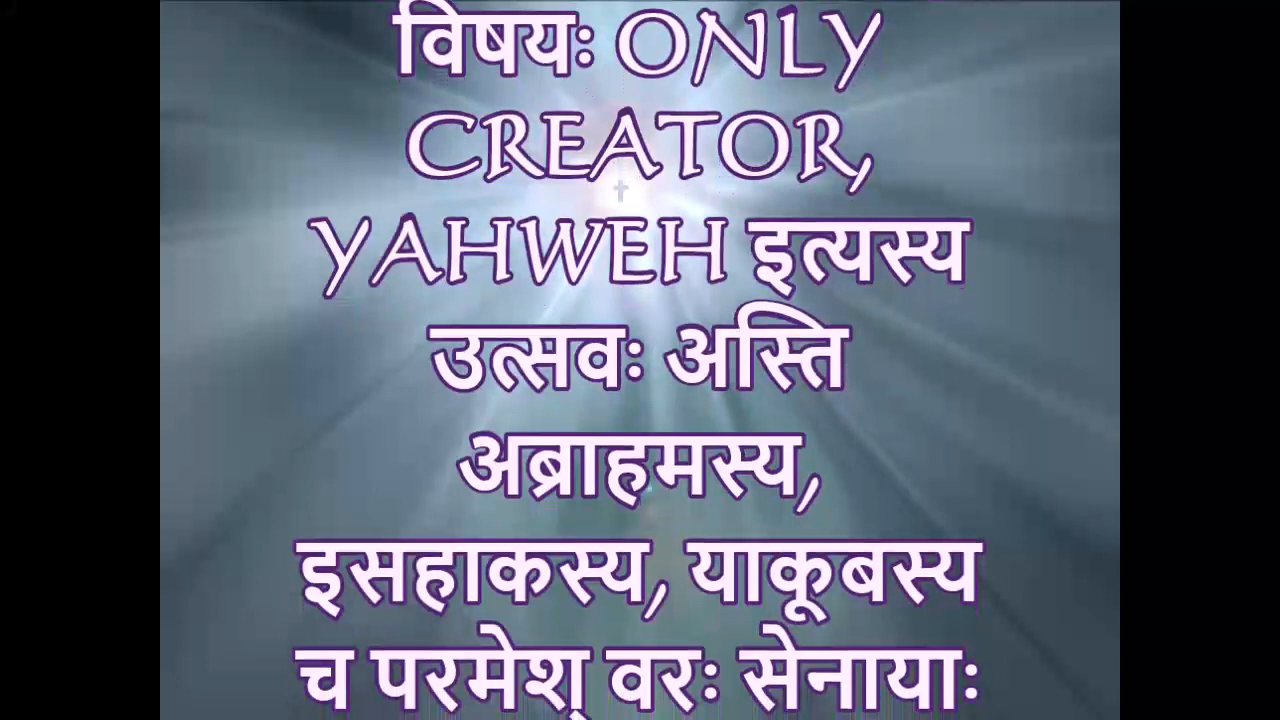 विषयः ONLY
CREATOR,
YAHWEH इत्यस्य
उत्सवः अस्ति
अब्राहमस्य,
इसहाकस्य, याकूबस्य
च परमेश् वरः सेनायाः